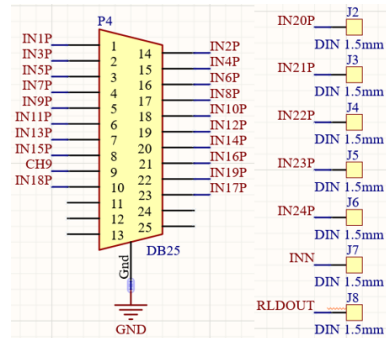 P4
IN1P 1
14 IN2P
IN3P 2
15 IN4P
IN5P 3
16 IN6P
IN7P 4
17 IN8P
IN9P 5
18 IN10P
IN11P 6
19 IN12P
IN13P 7
20 IN14P
IN15P 8
21 IN16P
CH9 9
22 IN19P
IN18P 10
23 IN17P
11
24
12
25
13
DB25
Gnd
GND
J2
IN20P
DIN 1.5mm
J3
IN21P
DIN 1.5mm
J4
IN22P
DIN 1.5mm
J5
IN23P
DIN 1.5mm
J6
IN24P
DIN 1.5mm
J7
INN
DIN 1.5mm
J8
RLDOUT
DIN 1.5mm